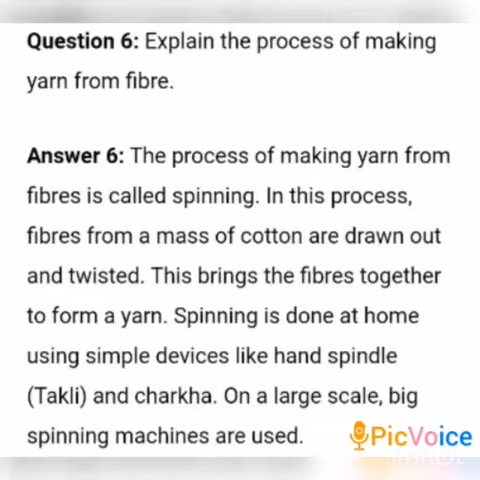 Question 6: Explain the process of making
yarn from fibre.
Answer 6: The process of making yarn from
fibres is called spinning. In this process,
fibres from a mass of cotton are drawn out
and twisted. This brings the fibres together
to form a yarn. Spinning is done at home
using simple devices like hand spindle
(Takli) and charkha. On a large scale, big
spinning machines are used.
PicVoice